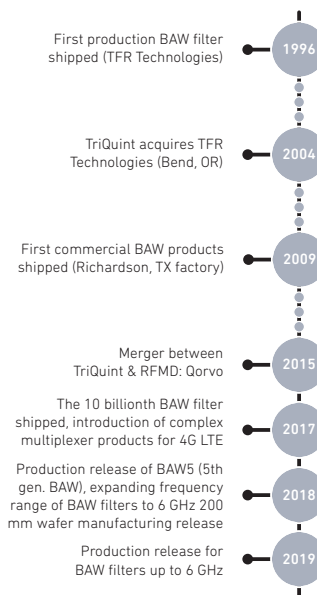 First production BAW filter
shipped (TFR Technologies)
1996
TriQuint acquires TFR
Technologies (Bend, OR)
2004
First commercial BAW products
shipped (Richardson, TX factory)
2009
Merger between
TriQuint & RFMD: Qorvo
2015
The 10 billionth BAW filter
shipped, introduction of complex
multiplexer products for 4G LTE
2017
Production release of BAW5 (5th
gen. BAW), expanding frequency
range of BAW filters to 6 GHz 200
mm wafer manufacturing release
2018
Production release for
BAW filters up to 6 GHz
2019